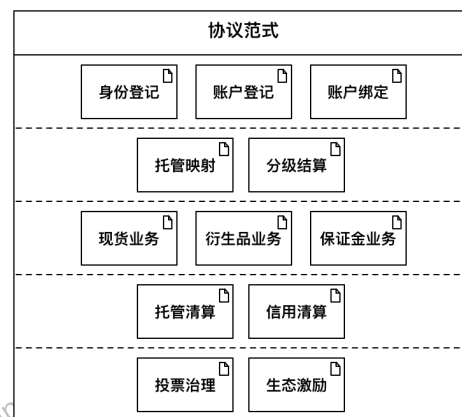 协议范式
身份登记 账户登记 账户绑定
托管映射 分级结算
现货业务 衍生品业务 保证金业务
托管清算 信用清算
投票治理 生态激励